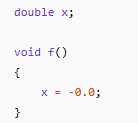 double x;

void f()
{
    x = -0.0;
}